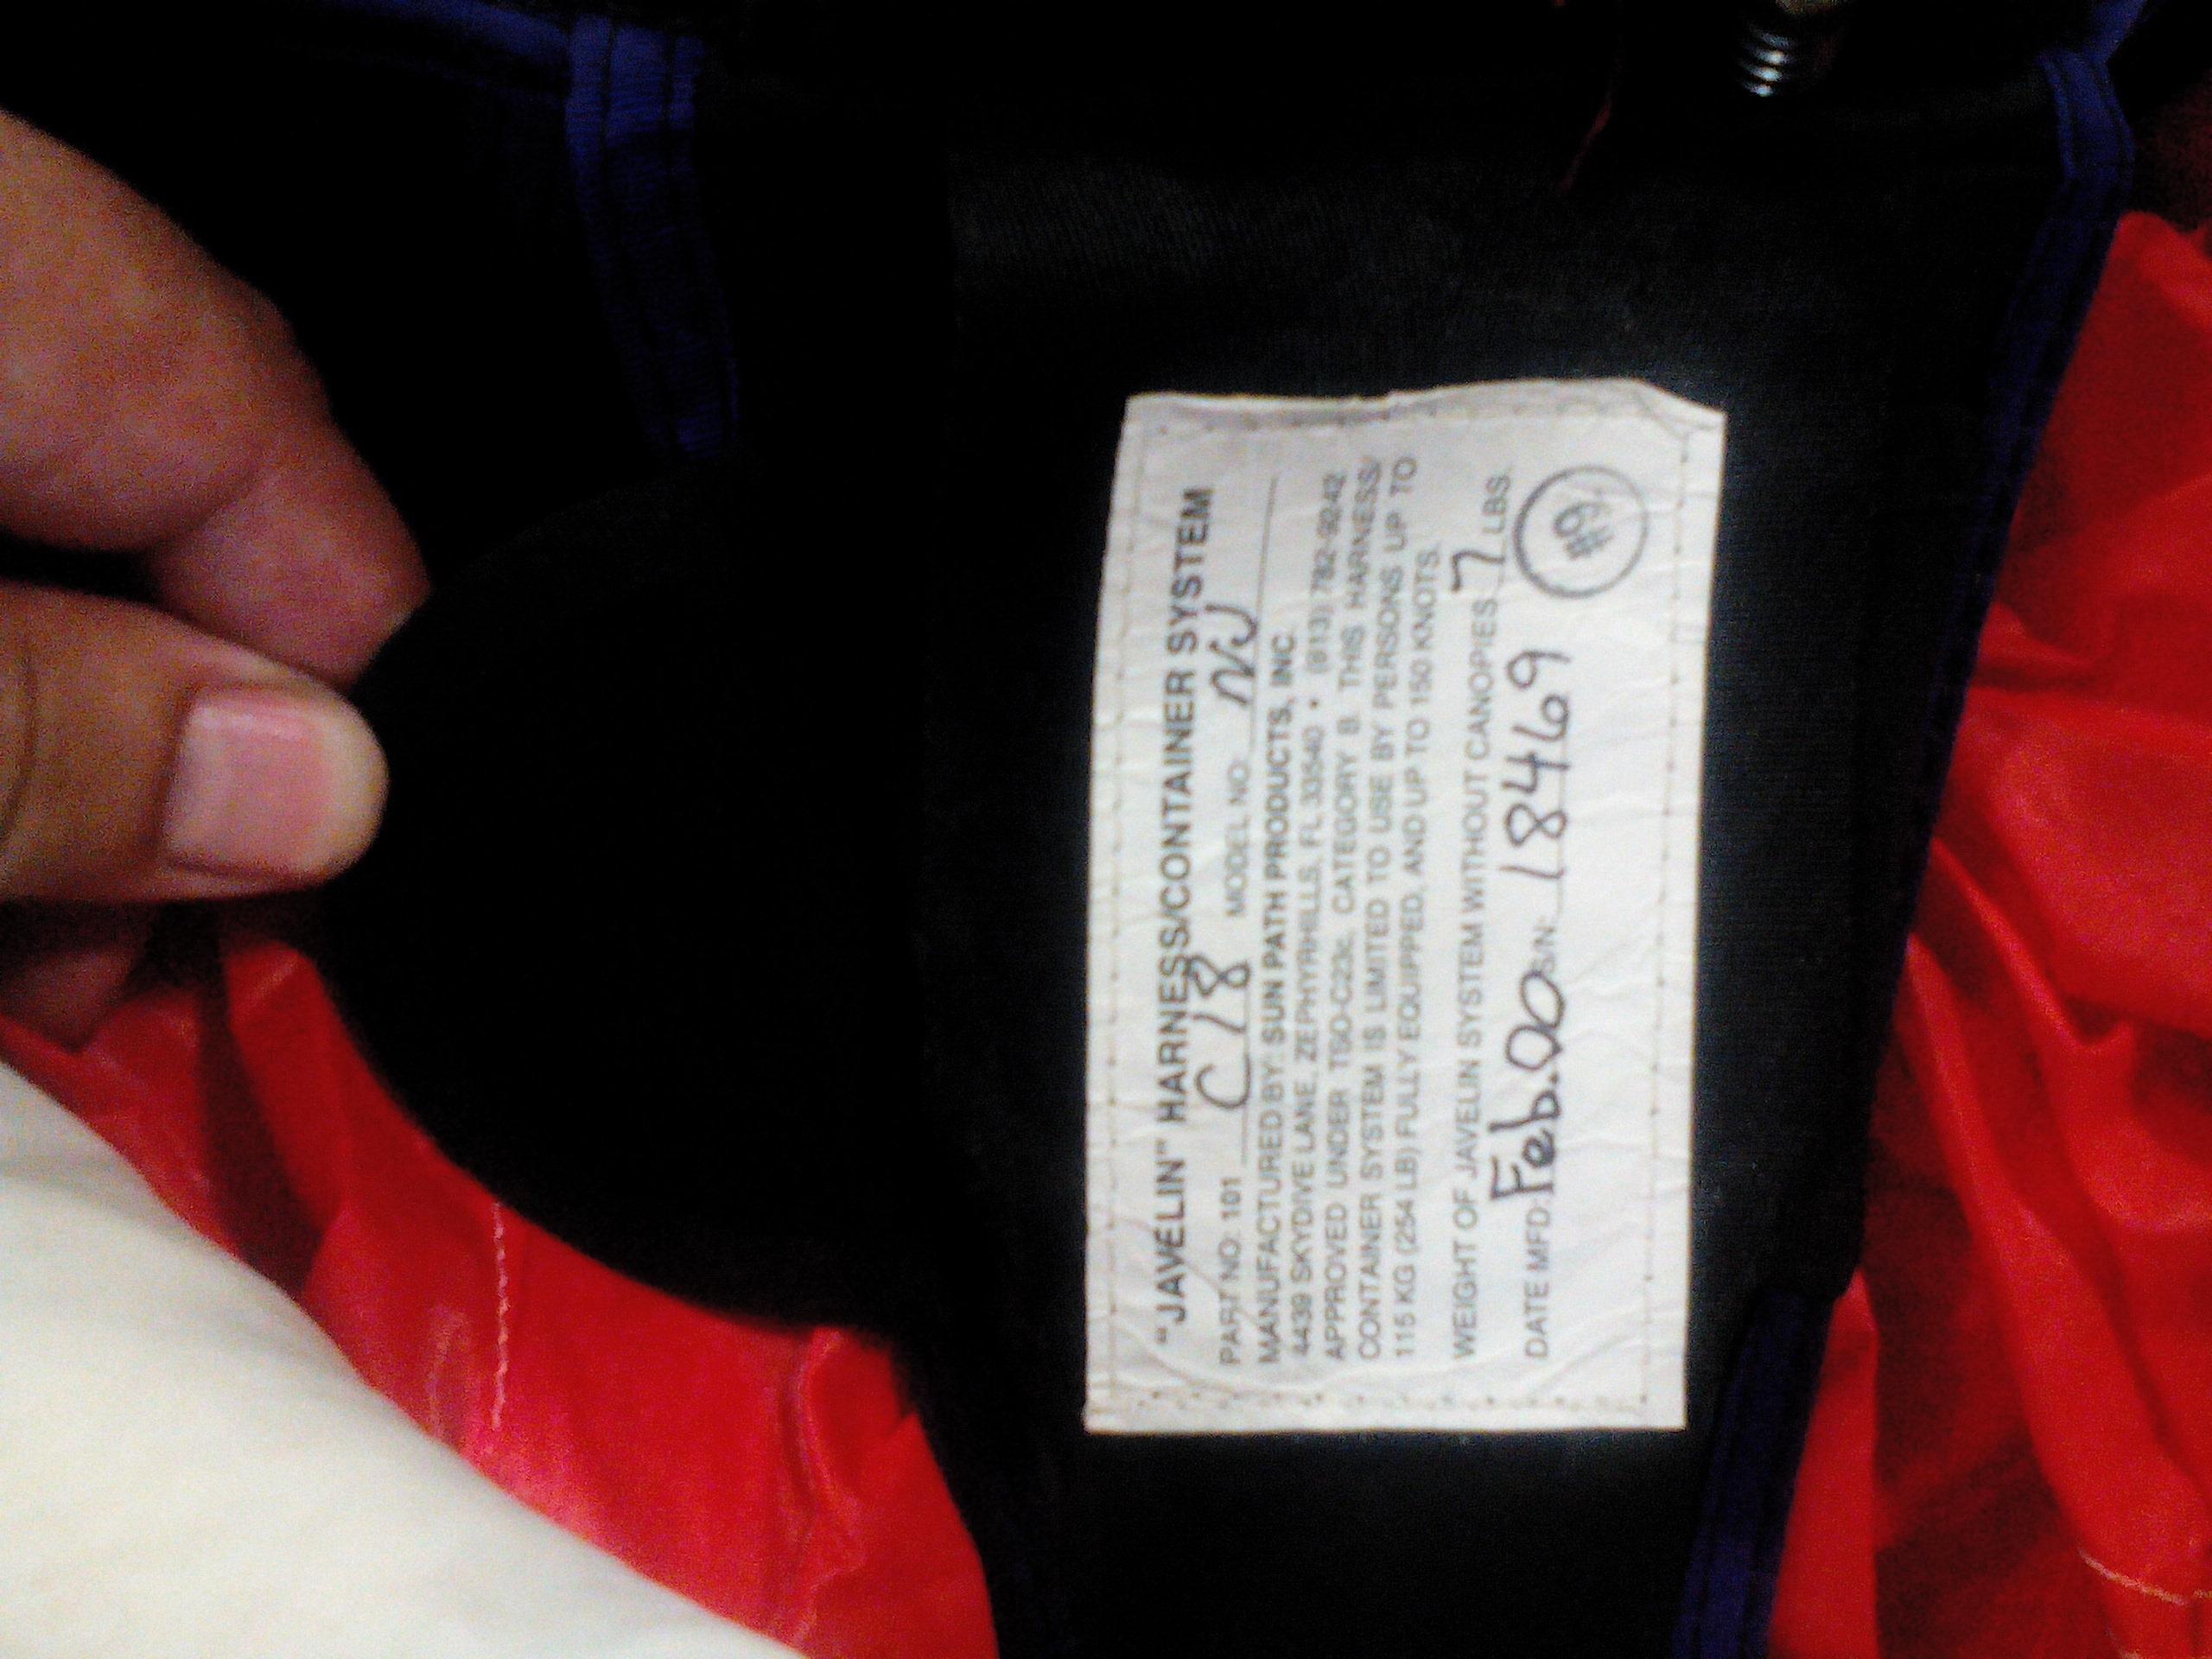 "JAVELIN" HARNESS/CONTAINER SYSTEM
PART NO: 101 C18 MODEL NO: NJ
MANUFACTURED BY: SUN PATH PRODUCTS, INC.
4439 SKYDIVE LANE, ZEPHYRHILLS, FL 33540 • (813) 782-9242
APPROVED UNDER TSO-C23c, CATEGORY B. THIS HARNESS/
CONTAINER SYSTEM IS LIMITED TO USE BY PERSONS UP TO
115 KG (254 LB) FULLY EQUIPPED, AND UP TO 150 KNOTS.
WEIGHT OF JAVELIN SYSTEM WITHOUT CANOPIES 7 LBS.
DATE MFD: Feb.00 S/N: 18469